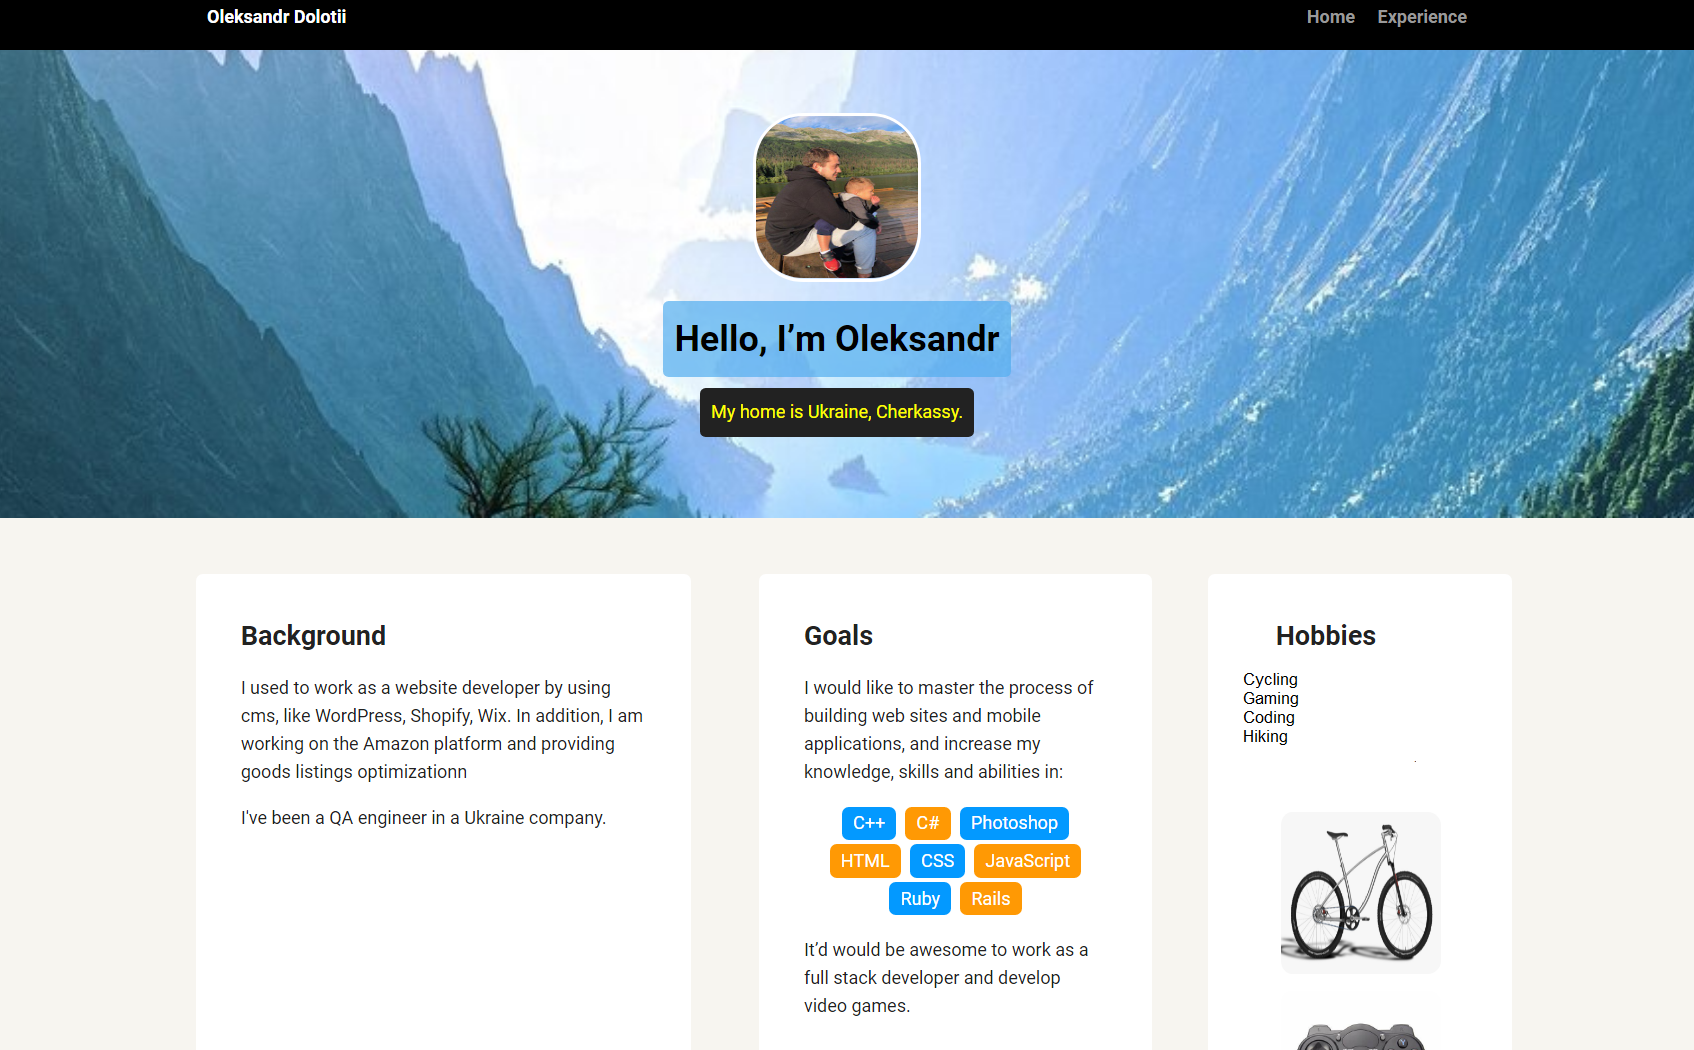 Oleksandr Dolotii
Home Experience
Hello, I’m Oleksandr
My home is Ukraine, Cherkassy.
Background
I used to work as a website developer by using
cms, like WordPress, Shopify, Wix. In addition, I am
working on the Amazon platform and providing
goods listings optimizationn
I've been a QA engineer in a Ukraine company.
Goals
I would like to master the process of
building web sites and mobile
applications, and increase my
knowledge, skills and abilities in:
C++ C# Photoshop
HTML CSS JavaScript
Ruby Rails
It’d would be awesome to work as a
full stack developer and develop
video games.
Hobbies
Cycling
Gaming
Coding
Hiking
.